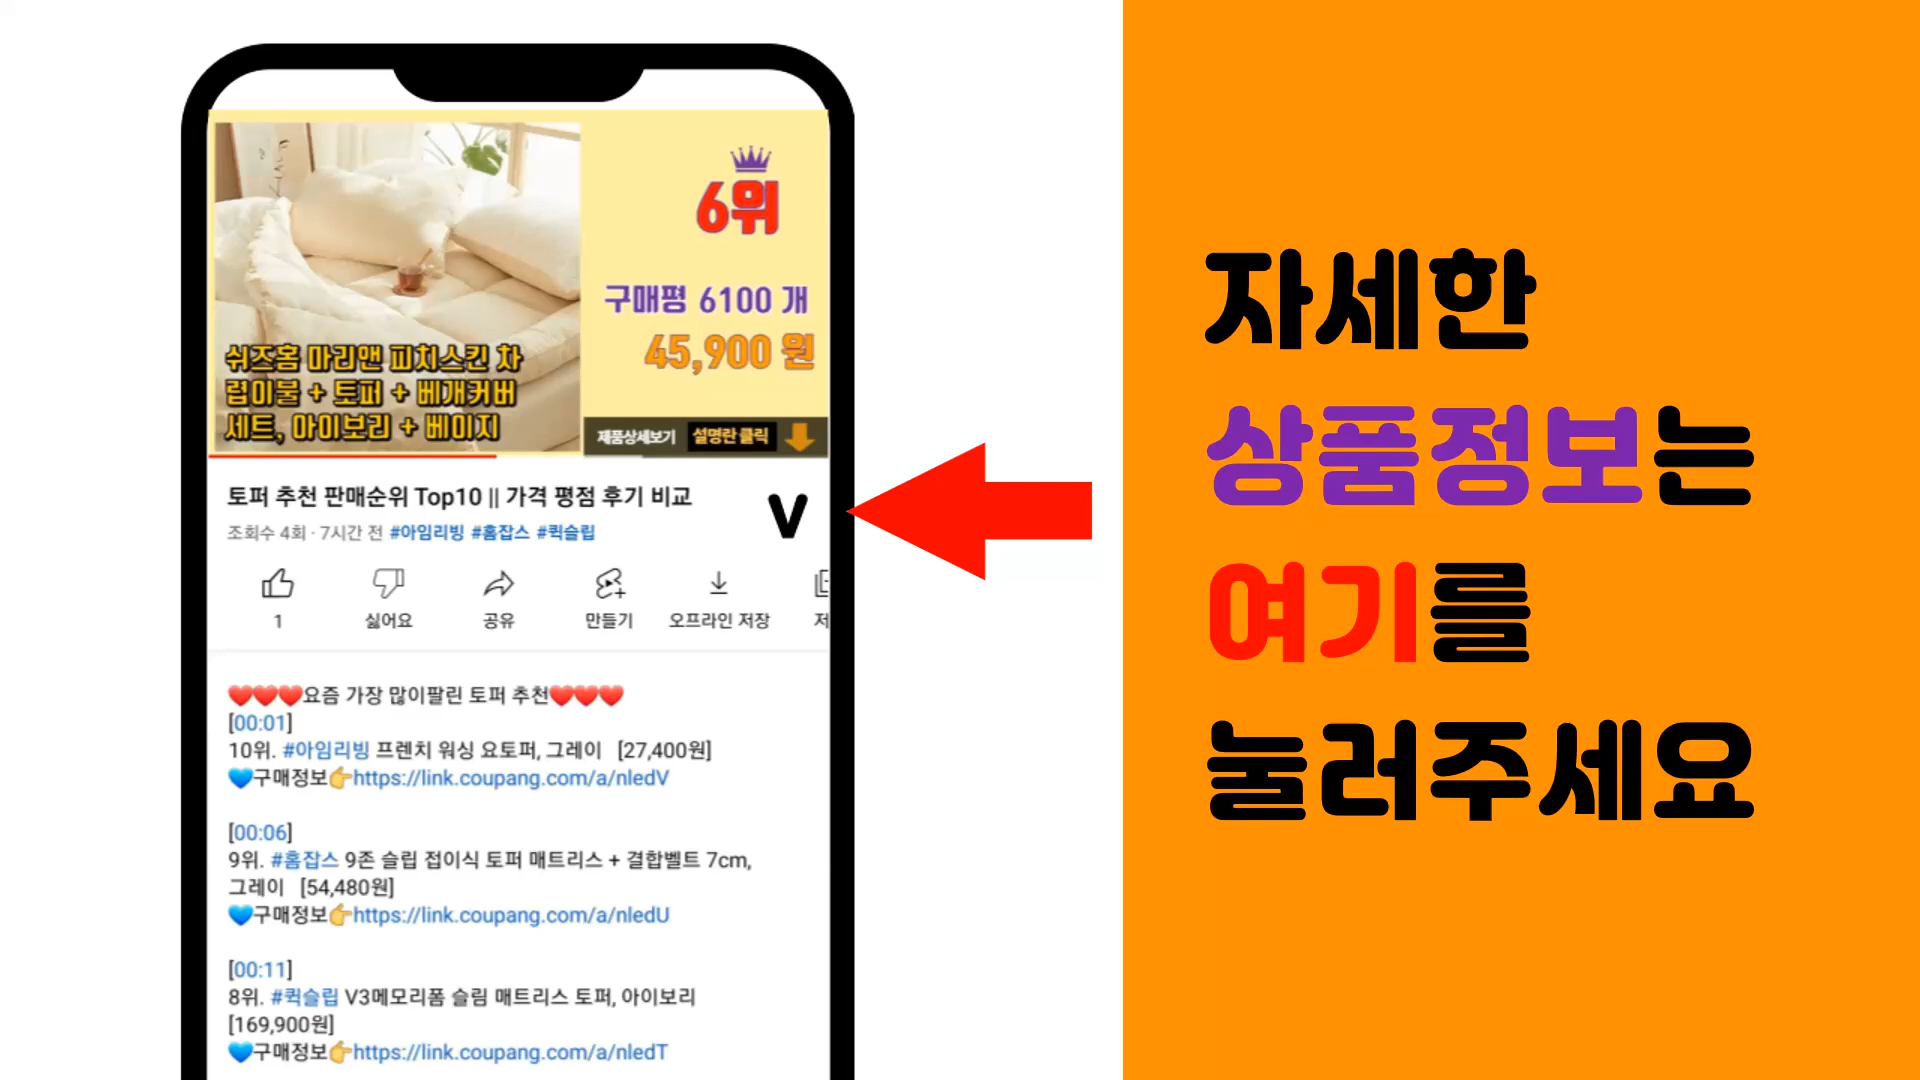 6위
구매평 6100 개
45,900 원
쉬즈홈 마리앤 피치스킨 차
렵이불 + 토퍼 + 베개커버
세트, 아이보리 + 베이지
제품상세보기 설명란 클릭
토퍼 추천 판매순위 Top10 || 가격 평점 후기 비교
V
조회수 4회 · 7시간 전 #아임리빙 #홈잡스 #퀵슬립
1
싫어요
공유
만들기
오프라인 저장
저
❤️❤️❤️요즘 가장 많이팔린 토퍼 추천❤️❤️❤️
[00:01]
10위. #아임리빙 프렌치 워싱 요토퍼, 그레이 [27,400원]
💙구매정보👉https://link.coupang.com/a/nledV
[00:06]
9위. #홈잡스 9존 슬립 접이식 토퍼 매트리스 + 결합벨트 7cm,
그레이 [54,480원]
💙구매정보👉https://link.coupang.com/a/nledU
[00:11]
8위. #퀵슬립 V3메모리폼 슬림 매트리스 토퍼, 아이보리
[169,900원]
💙구매정보👉https://link.coupang.com/a/nledT
자세한
상품정보는
여기를
눌러주세요